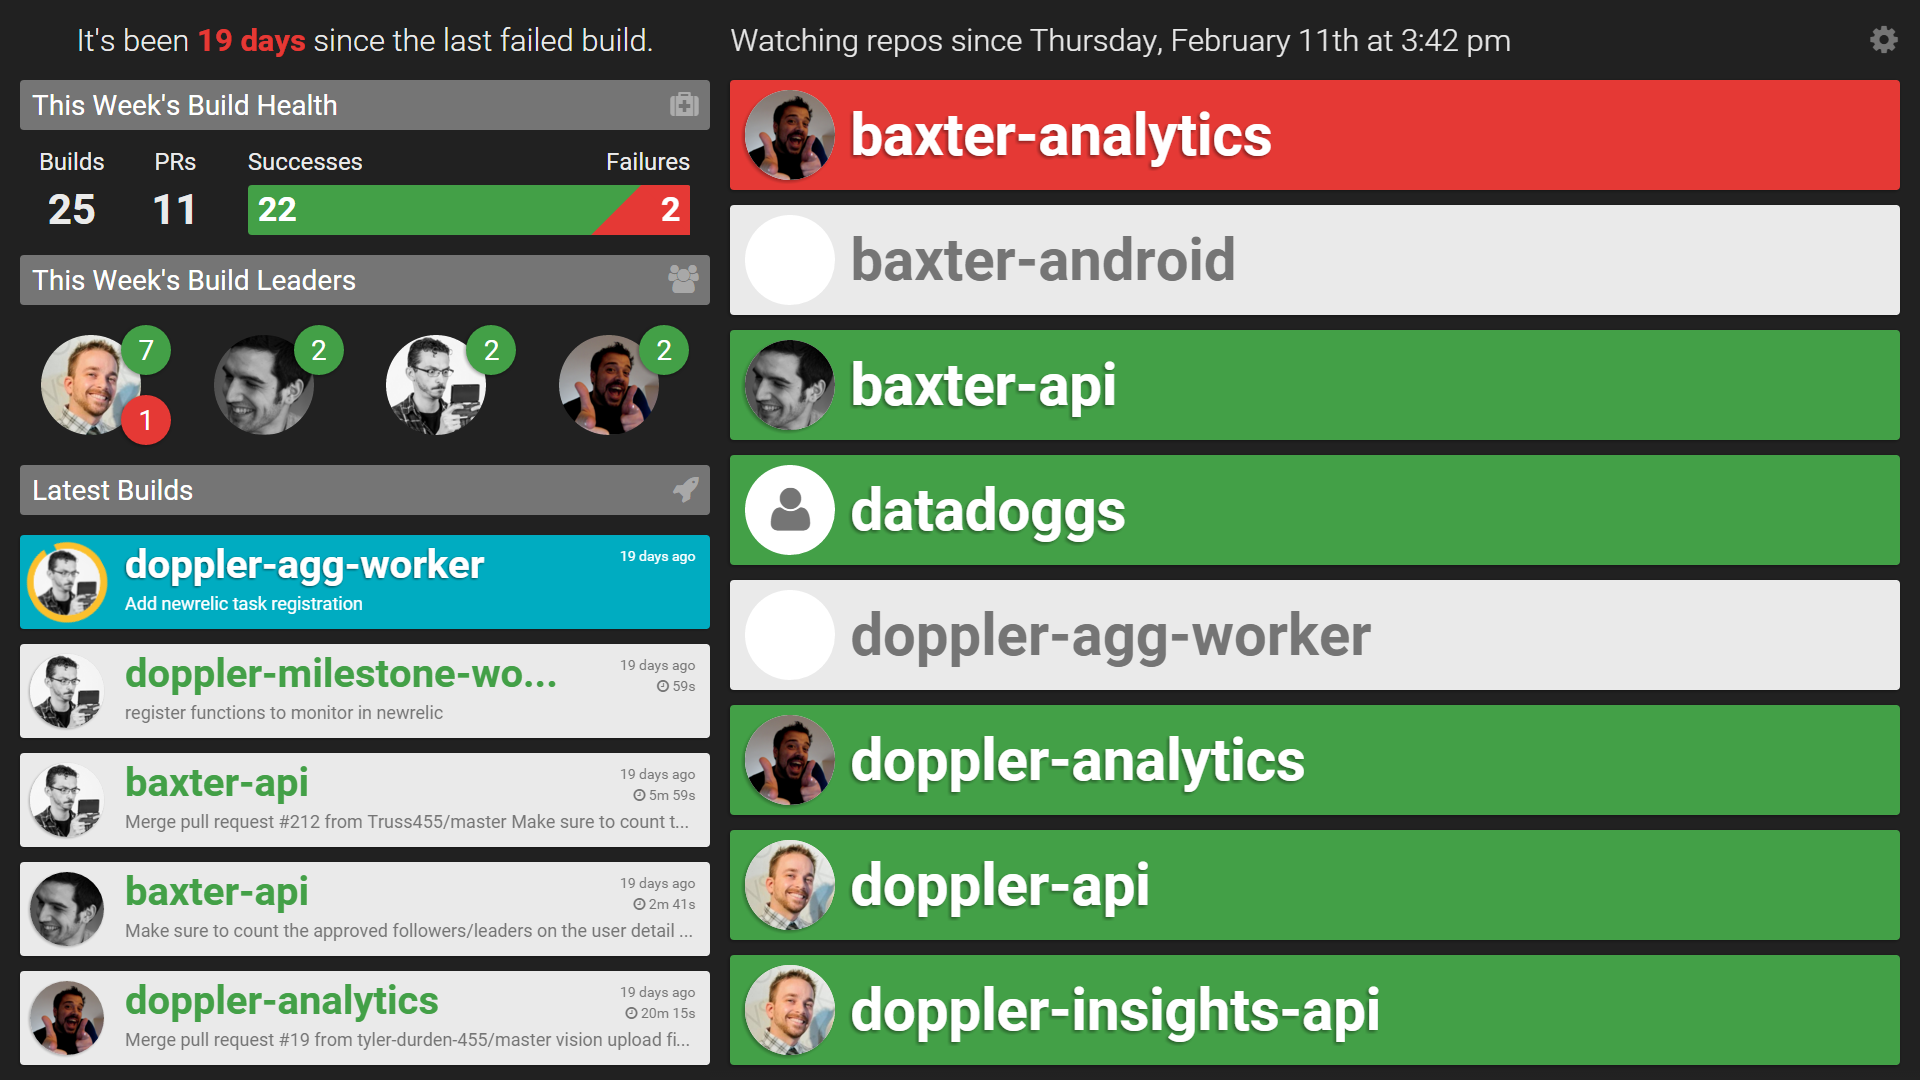 It's been 19 days since the last failed build.
Watching repos since Thursday, February 11th at 3:42 pm
This Week's Build Health
Builds PRs Successes Failures
25 11 22 2
This Week's Build Leaders
7 2 2 2
1
Latest Builds
doppler-agg-worker 19 days ago
Add newrelic task registration
doppler-milestone-wo... 19 days ago
59s
register functions to monitor in newrelic
baxter-api 19 days ago
5m 59s
Merge pull request #212 from Truss455/master Make sure to count t...
baxter-api 19 days ago
2m 41s
Make sure to count the approved followers/leaders on the user detail ...
doppler-analytics 19 days ago
20m 15s
Merge pull request #19 from tyler-durden-455/master vision upload fi...
baxter-analytics
baxter-android
baxter-api
datadoggs
doppler-agg-worker
doppler-analytics
doppler-api
doppler-insights-api